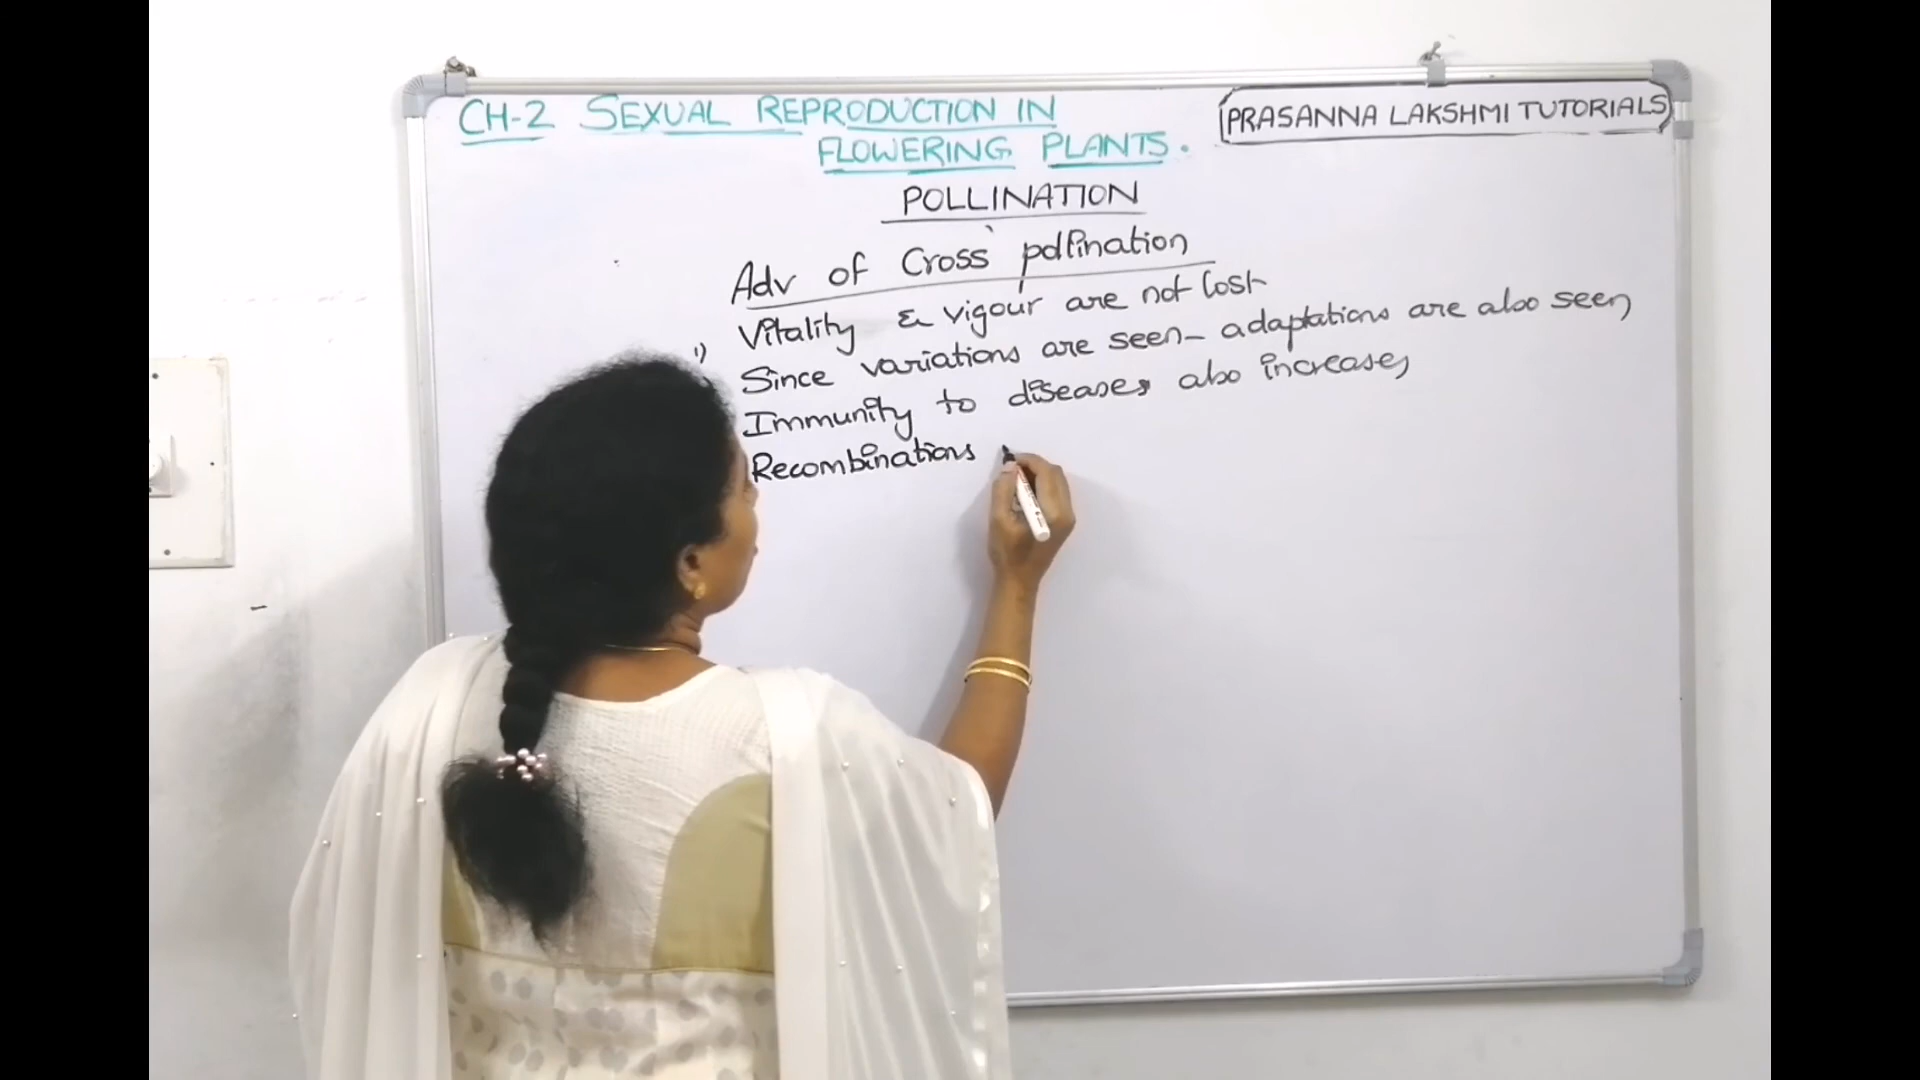 CH-2 SEXUAL REPRODUCTION IN
FLOWERING PLANTS.
PRASANNA LAKSHMI TUTORIALS
POLLINATION
Adv of Cross pollination
1) Vitality & vigour are not lost
Since variations are seen - adaptations are also seen
Immunity to diseases also increases
Recombinations